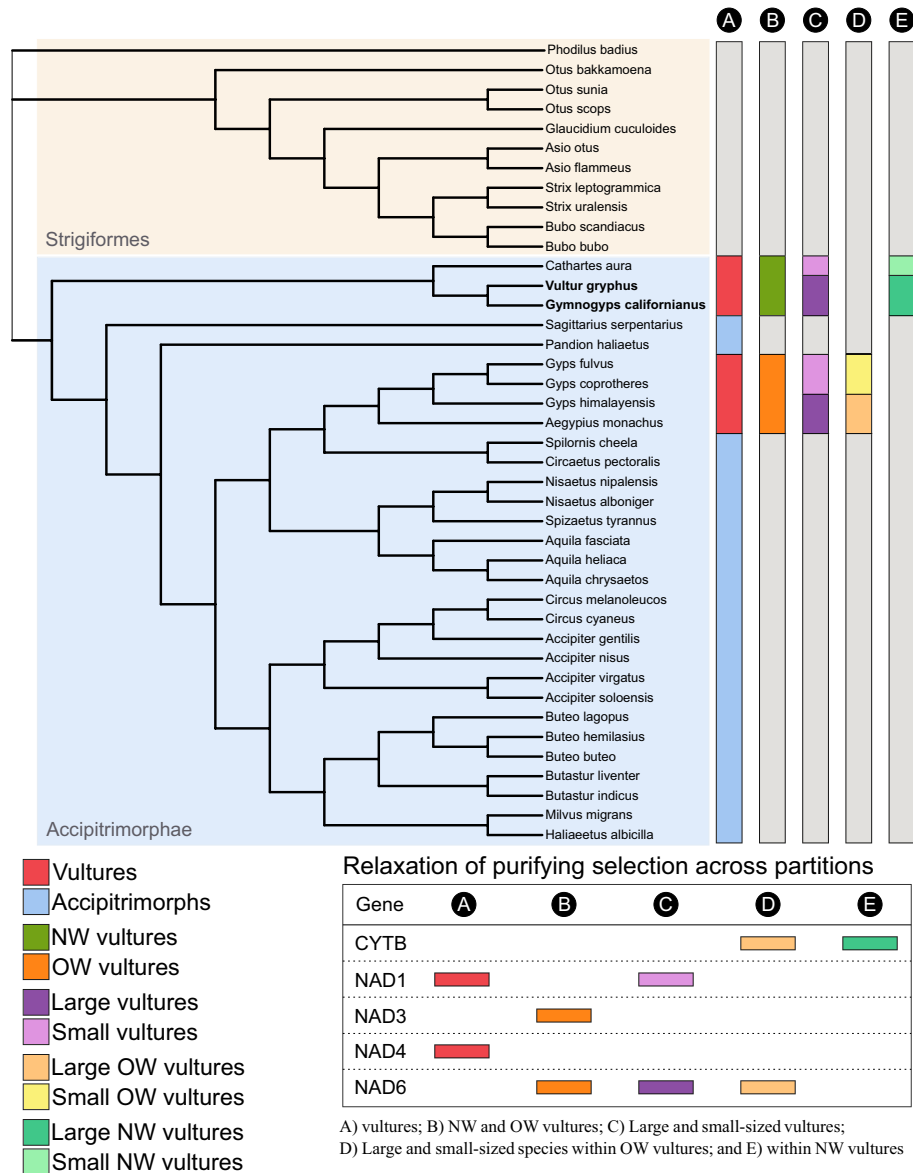 A B C D E
Phodilus badius
Otus bakkamoena
Otus sunia
Otus scops
Glaucidium cuculoides
Asio otus
Asio flammeus
Strix leptogrammica
Strix uralensis
Bubo scandiacus
Bubo bubo
Strigiformes
Cathartes aura
Vultur gryphus
Gymnogyps californianus
Sagittarius serpentarius
Pandion haliaetus
Gyps fulvus
Gyps coprotheres
Gyps himalayensis
Aegypius monachus
Spilornis cheela
Circaetus pectoralis
Nisaetus nipalensis
Nisaetus alboniger
Spizaetus tyrannus
Aquila fasciata
Aquila heliaca
Aquila chrysaetos
Circus melanoleucos
Circus cyaneus
Accipiter gentilis
Accipiter nisus
Accipiter virgatus
Accipiter soloensis
Buteo lagopus
Buteo hemilasius
Buteo buteo
Butastur liventer
Butastur indicus
Milvus migrans
Haliaeetus albicilla
Accipitrimorphae
Vultures
Accipitrimorphs
NW vultures
OW vultures
Large vultures
Small vultures
Large OW vultures
Small OW vultures
Large NW vultures
Small NW vultures
Relaxation of purifying selection across partitions
Gene A B C D E
CYTB
NAD1
NAD3
NAD4
NAD6
A) vultures; B) NW and OW vultures; C) Large and small-sized vultures;
D) Large and small-sized species within OW vultures; and E) within NW vultures